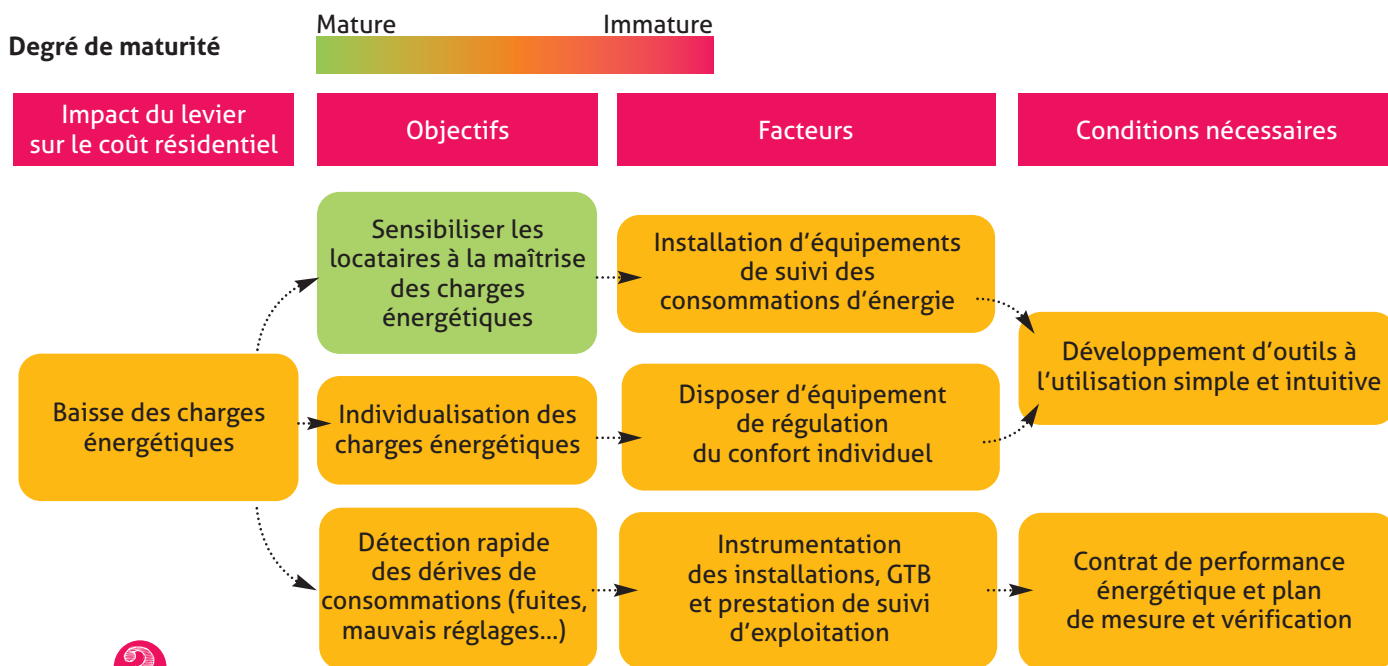 Mature Immature
Degré de maturité
Impact du levier
sur le coût résidentiel
Objectifs
Facteurs
Conditions nécessaires
Sensibiliser les
locataires à la maîtrise
des charges
énergétiques
Installation d'équipements
de suivi des
consommations d'énergie
Développement d'outils à
l'utilisation simple et intuitive
Baisse des charges
énergétiques
Individualisation des
charges énergétiques
Disposer d'équipement
de régulation
du confort individuel
Détection rapide
des dérives de
consommations (fuites,
mauvais réglages...)
Instrumentation
des installations, GTB
et prestation de suivi
d'exploitation
Contrat de performance
énergétique et plan
de mesure et vérification